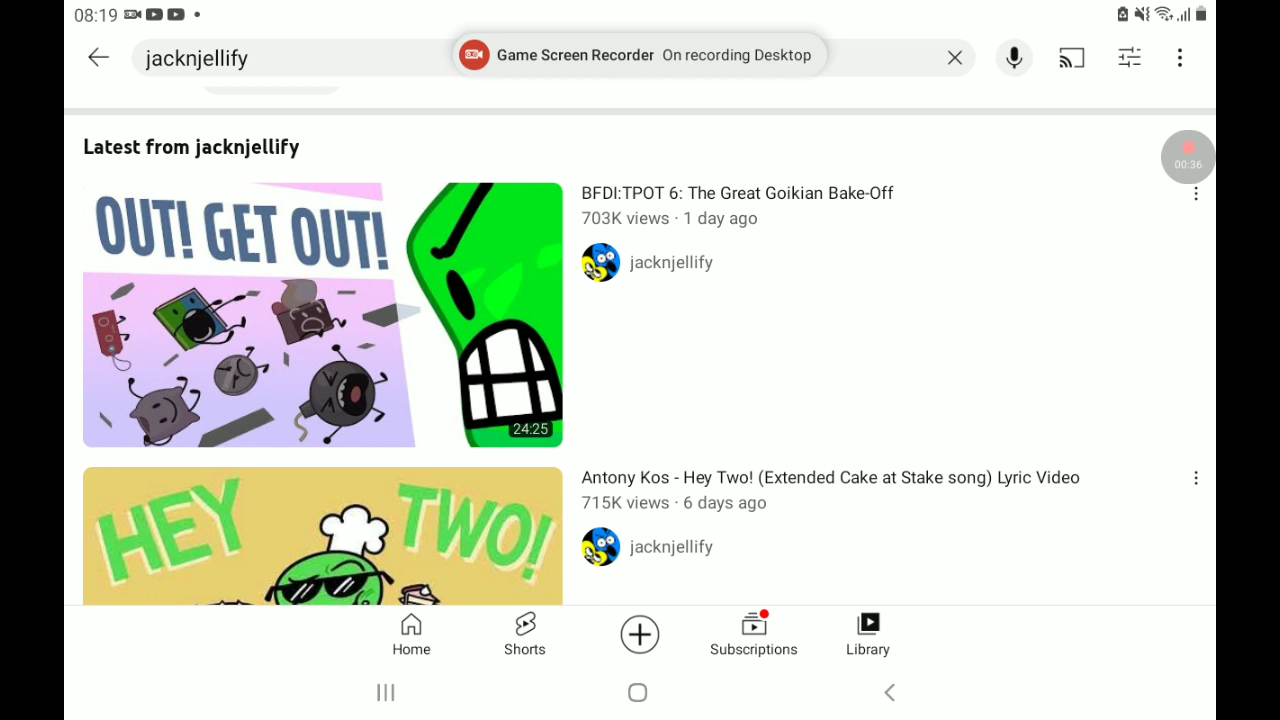 08:19
jacknjellify
Game Screen Recorder On recording Desktop
Latest from jacknjellify
00:36
OUT! GET OUT!
24:25
BFDI:TPOT 6: The Great Goikian Bake-Off
703K views · 1 day ago
jacknjellify
HEY TWO!
Antony Kos - Hey Two! (Extended Cake at Stake song) Lyric Video
715K views · 6 days ago
jacknjellify
Home
Shorts
Subscriptions
Library